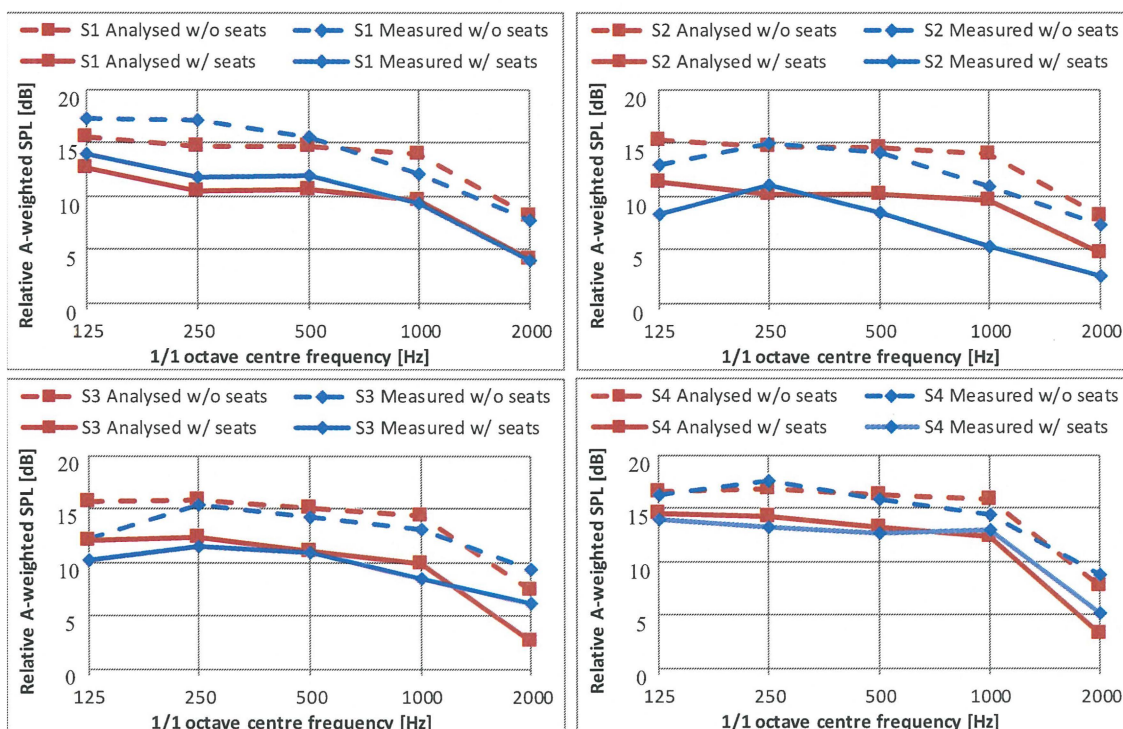 S1 Analysed w/o seats S1 Measured w/o seats
S1 Analysed w/ seats S1 Measured w/ seats
Relative A-weighted SPL [dB]
20
15
10
5
0
125 250 500 1000 2000
1/1 octave centre frequency [Hz]
S2 Analysed w/o seats S2 Measured w/o seats
S2 Analysed w/ seats S2 Measured w/ seats
Relative A-weighted SPL [dB]
20
15
10
5
0
125 250 500 1000 2000
1/1 octave centre frequency [Hz]
S3 Analysed w/o seats S3 Measured w/o seats
S3 Analysed w/ seats S3 Measured w/ seats
Relative A-weighted SPL [dB]
20
15
10
5
0
125 250 500 1000 2000
1/1 octave centre frequency [Hz]
S4 Analysed w/o seats S4 Measured w/o seats
S4 Analysed w/ seats S4 Measured w/ seats
Relative A-weighted SPL [dB]
20
15
10
5
0
125 250 500 1000 2000
1/1 octave centre frequency [Hz]